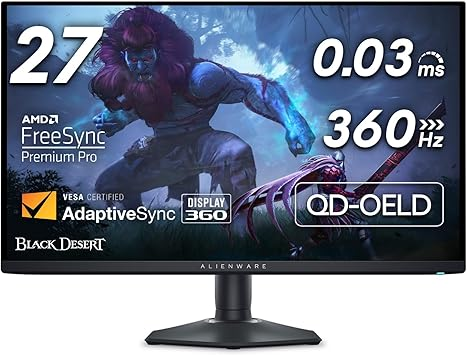 27
0.03 ms
AMD
FreeSync
Premium Pro
360 Hz
VESA CERTIFIED
AdaptiveSync
DISPLAY
360
QD-OELD
BLACK DESERT
ALIENWARE